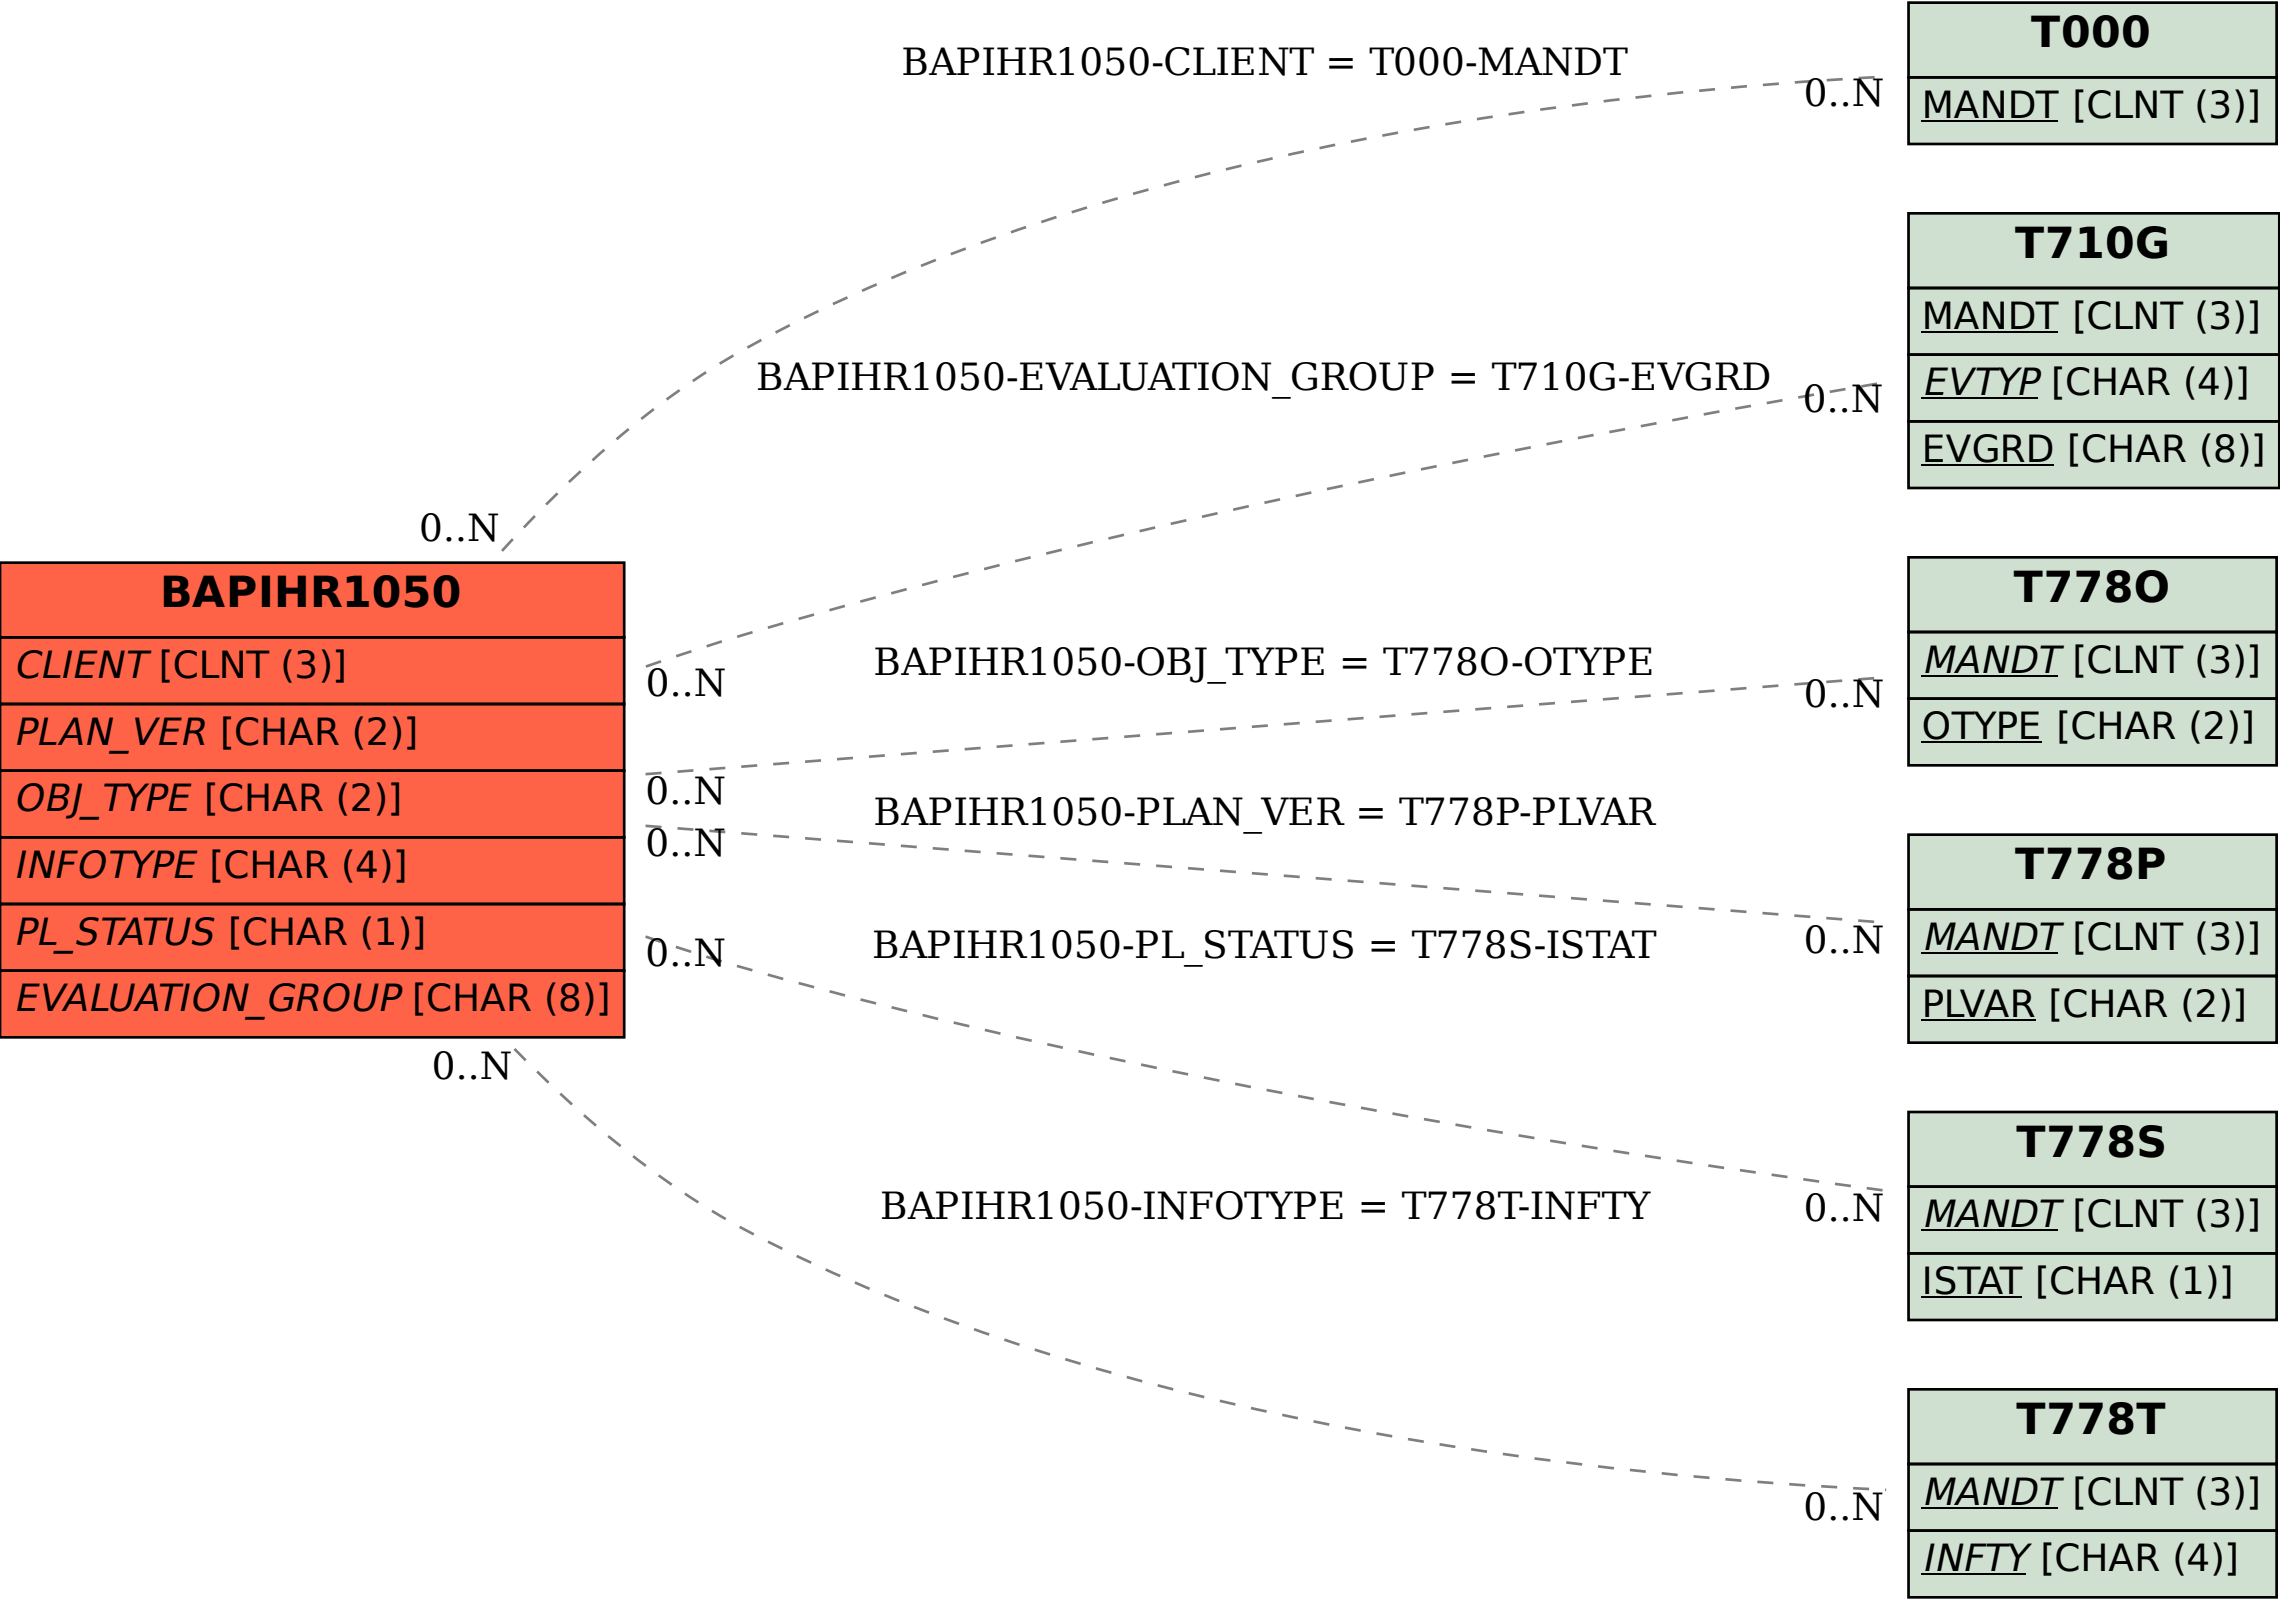 BAPIHR1050-CLIENT = T000-MANDT
0..N
0..N
T000
MANDT [CLNT (3)]
BAPIHR1050-EVALUATION_GROUP = T710G-EVGRD
0..N
0..N
T710G
MANDT [CLNT (3)]
EVTYP [CHAR (4)]
EVGRD [CHAR (8)]
BAPIHR1050
CLIENT [CLNT (3)]
PLAN_VER [CHAR (2)]
OBJ_TYPE [CHAR (2)]
INFOTYPE [CHAR (4)]
PL_STATUS [CHAR (1)]
EVALUATION_GROUP [CHAR (8)]
BAPIHR1050-OBJ_TYPE = T778O-OTYPE
0..N
0..N
T778O
MANDT [CLNT (3)]
OTYPE [CHAR (2)]
BAPIHR1050-PLAN_VER = T778P-PLVAR
0..N
0..N
T778P
MANDT [CLNT (3)]
PLVAR [CHAR (2)]
BAPIHR1050-PL_STATUS = T778S-ISTAT
0..N
0..N
T778S
MANDT [CLNT (3)]
ISTAT [CHAR (1)]
BAPIHR1050-INFOTYPE = T778T-INFTY
0..N
0..N
T778T
MANDT [CLNT (3)]
INFTY [CHAR (4)]